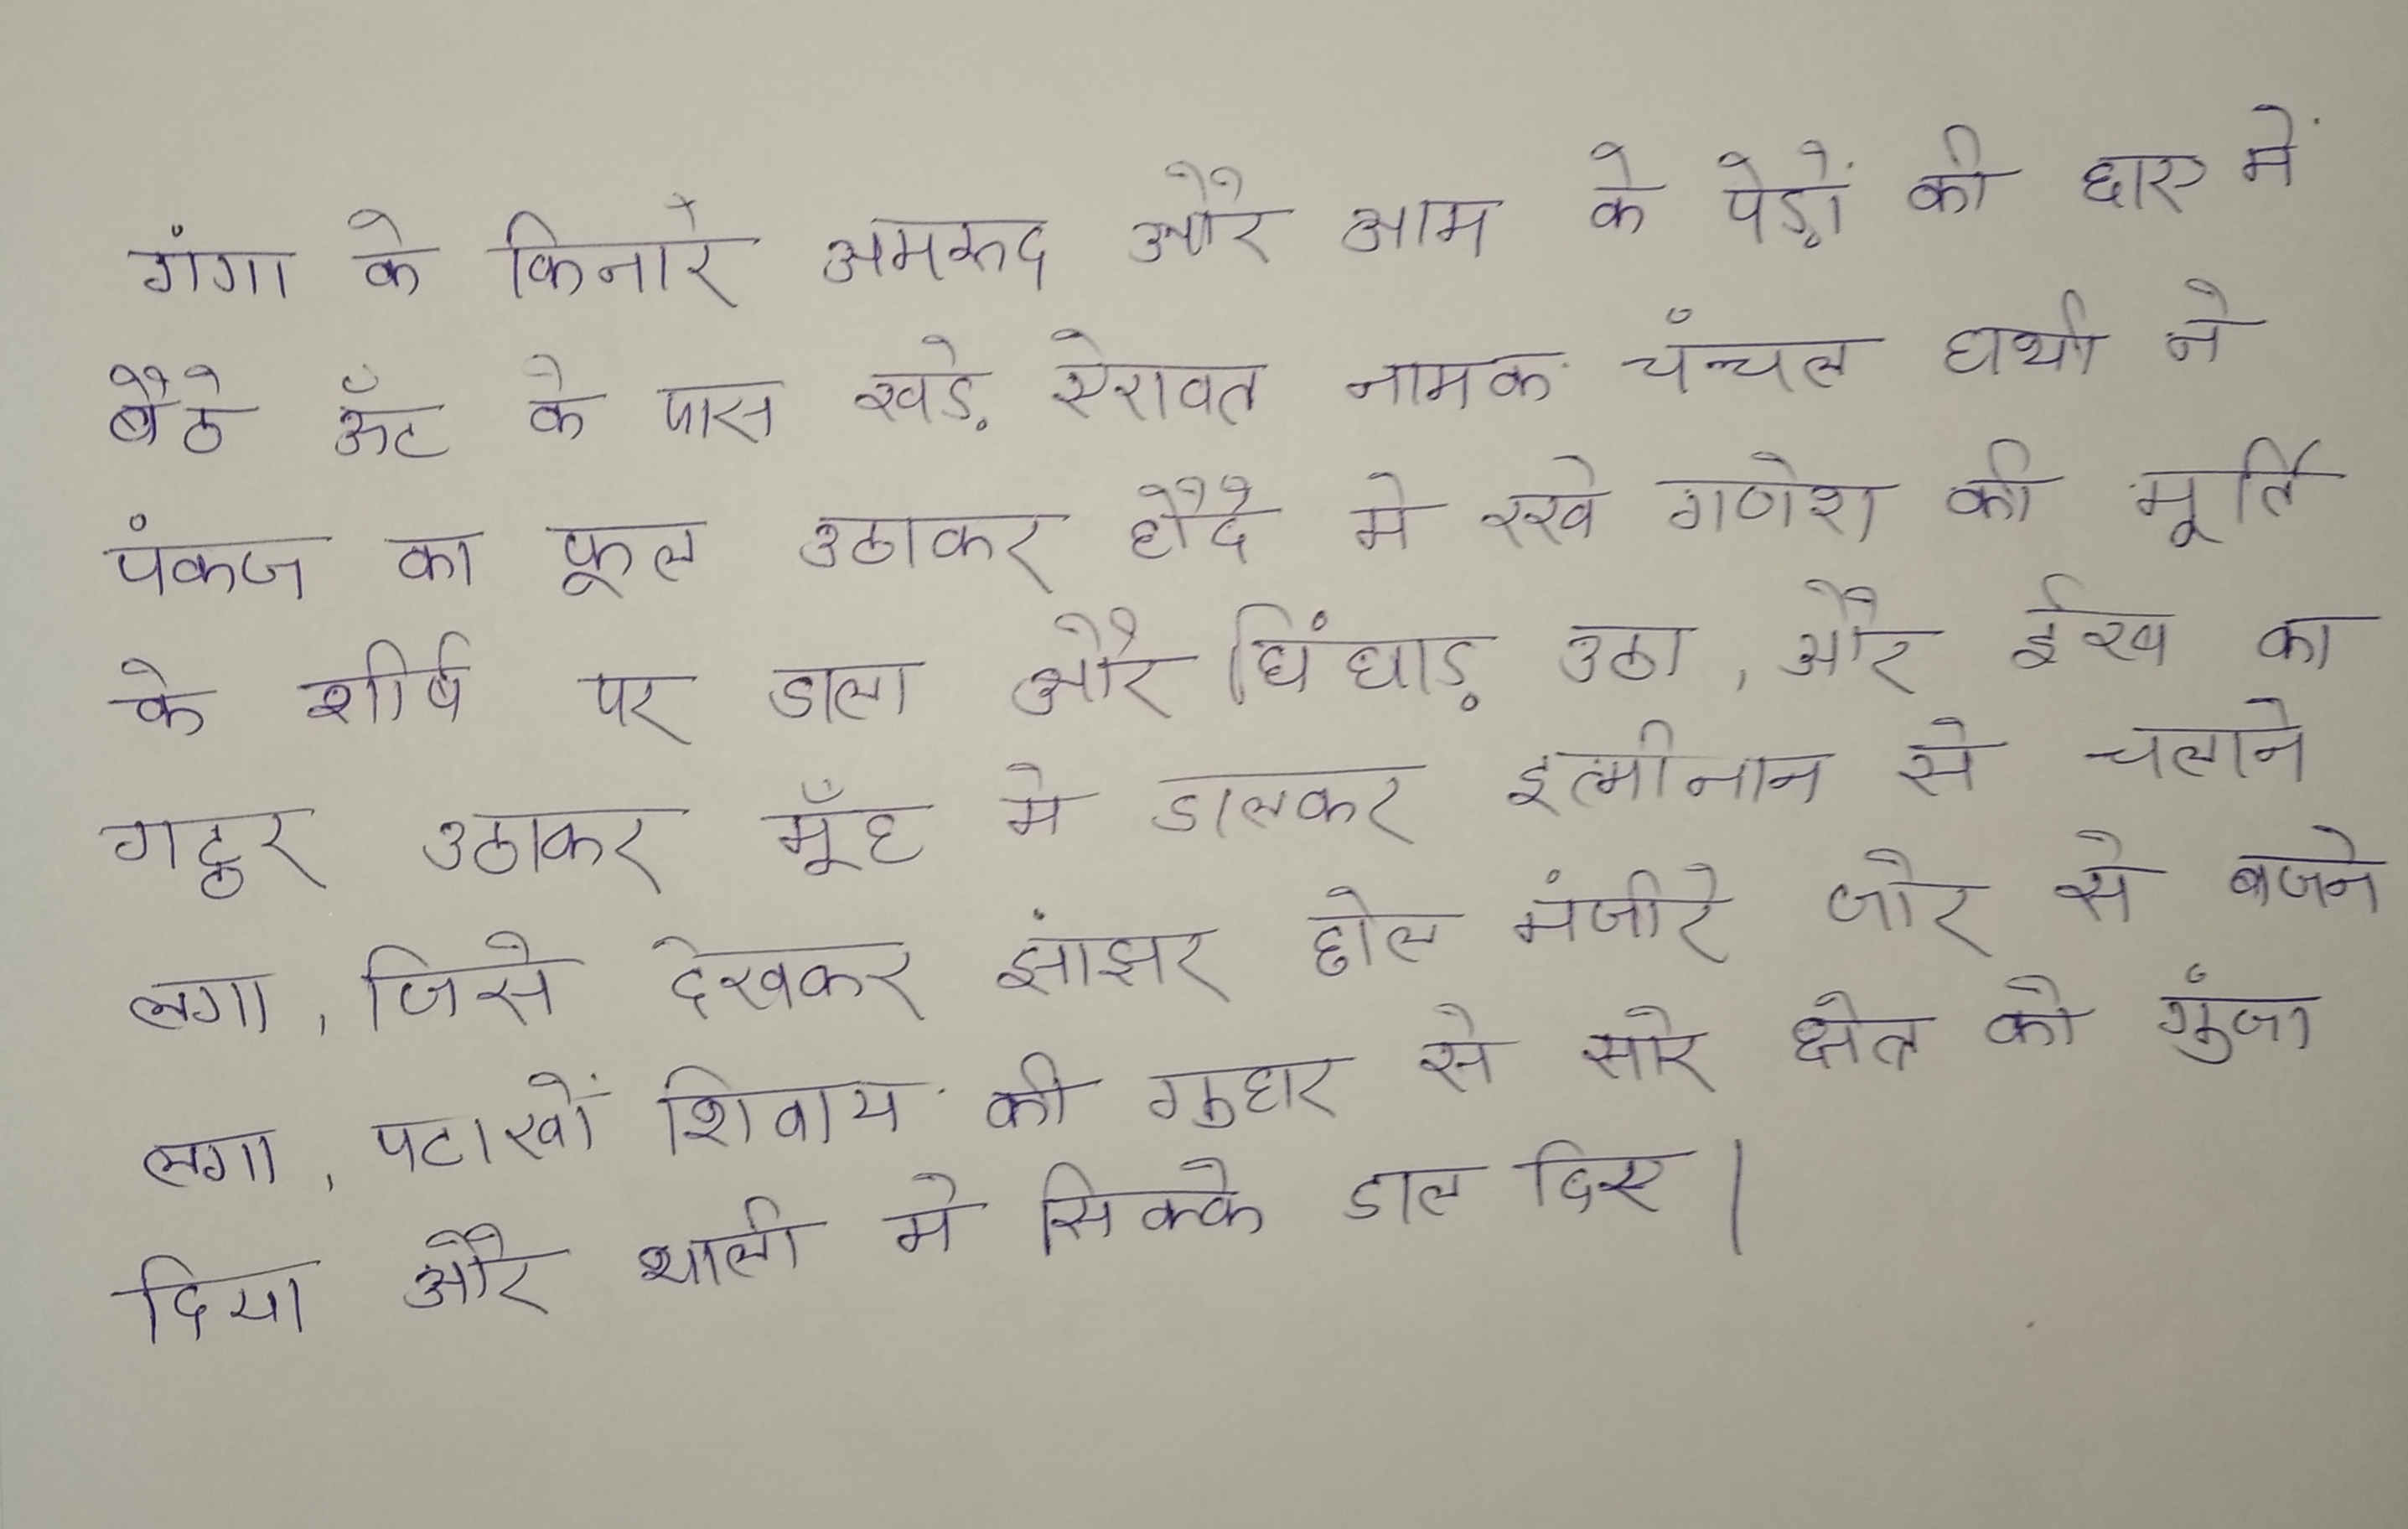 गंगा के किनारे अमरूद और आम के पेड़ों की छाए में
बैठे ऊँट के पास खड़े ऐरावत नामक चंन्चल हाथी ने
पंकज का फूल उठाकर हौदे मे रखे गणेश की मूर्ति
के शीर्ष पर डाला और घिंघाड़ उठा, और ईख का
गट्ठर उठाकर मूँह मे डालकर इत्मीनान से चलाने
लगा, जिसे देखकर झांझर ढोल मंजीरे जोर से बजने
लगा, पटाखों शिवाय की गुहार से सारे क्षेत्र को गुंजा
दिया और थाली मे सिक्के डाल दिए।